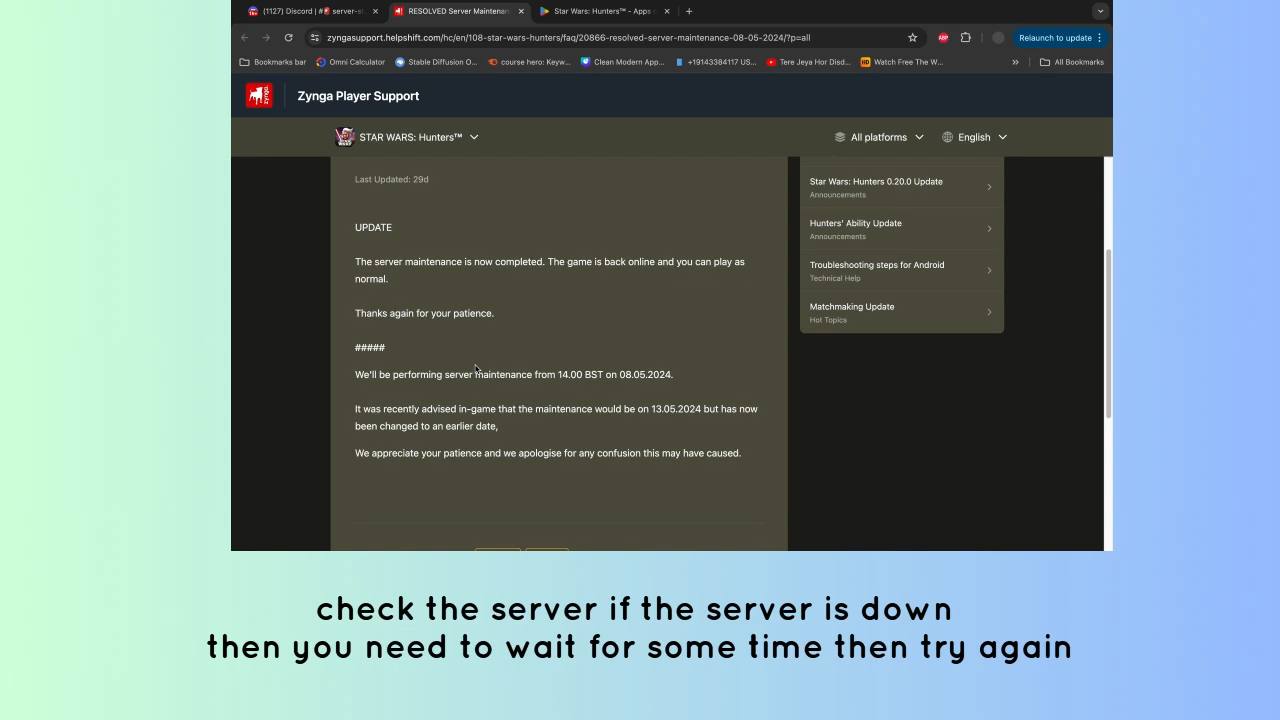 (1127) Discord | #
server-s
RESOLVED Server Maintenan
Star Wars: Hunters™ - Apps
zyngasupport.helpshift.com/hc/en/108-star-wars-hunters/faq/20866-resolved-server-maintenance-08-05-2024/?p=all
ABP
Relaunch to update
Bookmarks bar
Omni Calculator
Stable Diffusion O...
course hero: Keyw...
Clean Modern App...
+19143384117 US...
Tere Jeya Hor Disd...
Watch Free The W...
»
All Bookmarks
zynga
Zynga Player Support
STAR WARS: Hunters™
All platforms
English
Last Updated: 29d
UPDATE
The server maintenance is now completed. The game is back online and you can play as
normal.
Thanks again for your patience.
#####
We'll be performing server maintenance from 14.00 BST on 08.05.2024.
It was recently advised in-game that the maintenance would be on 13.05.2024 but has now
been changed to an earlier date,
We appreciate your patience and we apologise for any confusion this may have caused.
Star Wars: Hunters 0.20.0 Update
Announcements
Hunters' Ability Update
Announcements
Troubleshooting steps for Android
Technical Help
Matchmaking Update
Hot Topics
check the server if the server is down
then you need to wait for some time then try again